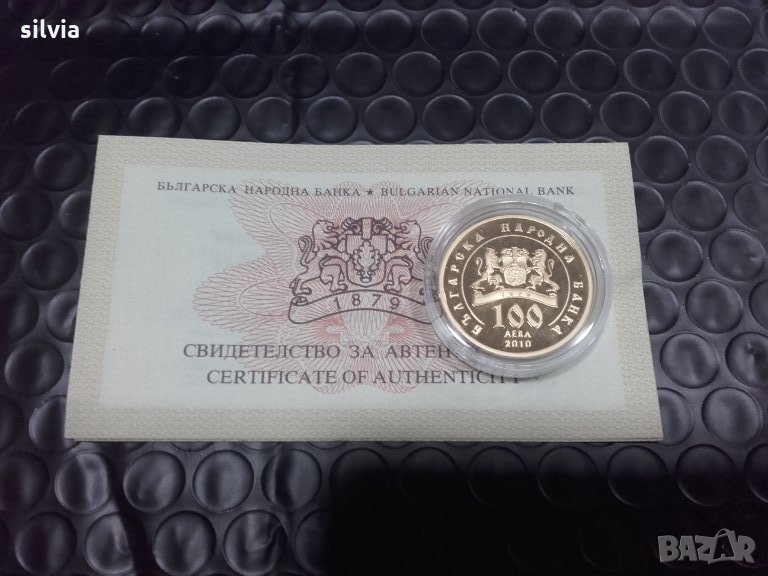 silvia
БЪЛГАРСКА НАРОДНА БАНКА ★ BULGARIAN NATIONAL BANK
1879
СВИДЕТЕЛСТВО ЗА АВТЕН
CERTIFICATE OF AUTHENTICITY
БЪЛГАРСКА НАРОДНА БАНКА
1879
100
ЛЕВА
2010
BAZAR